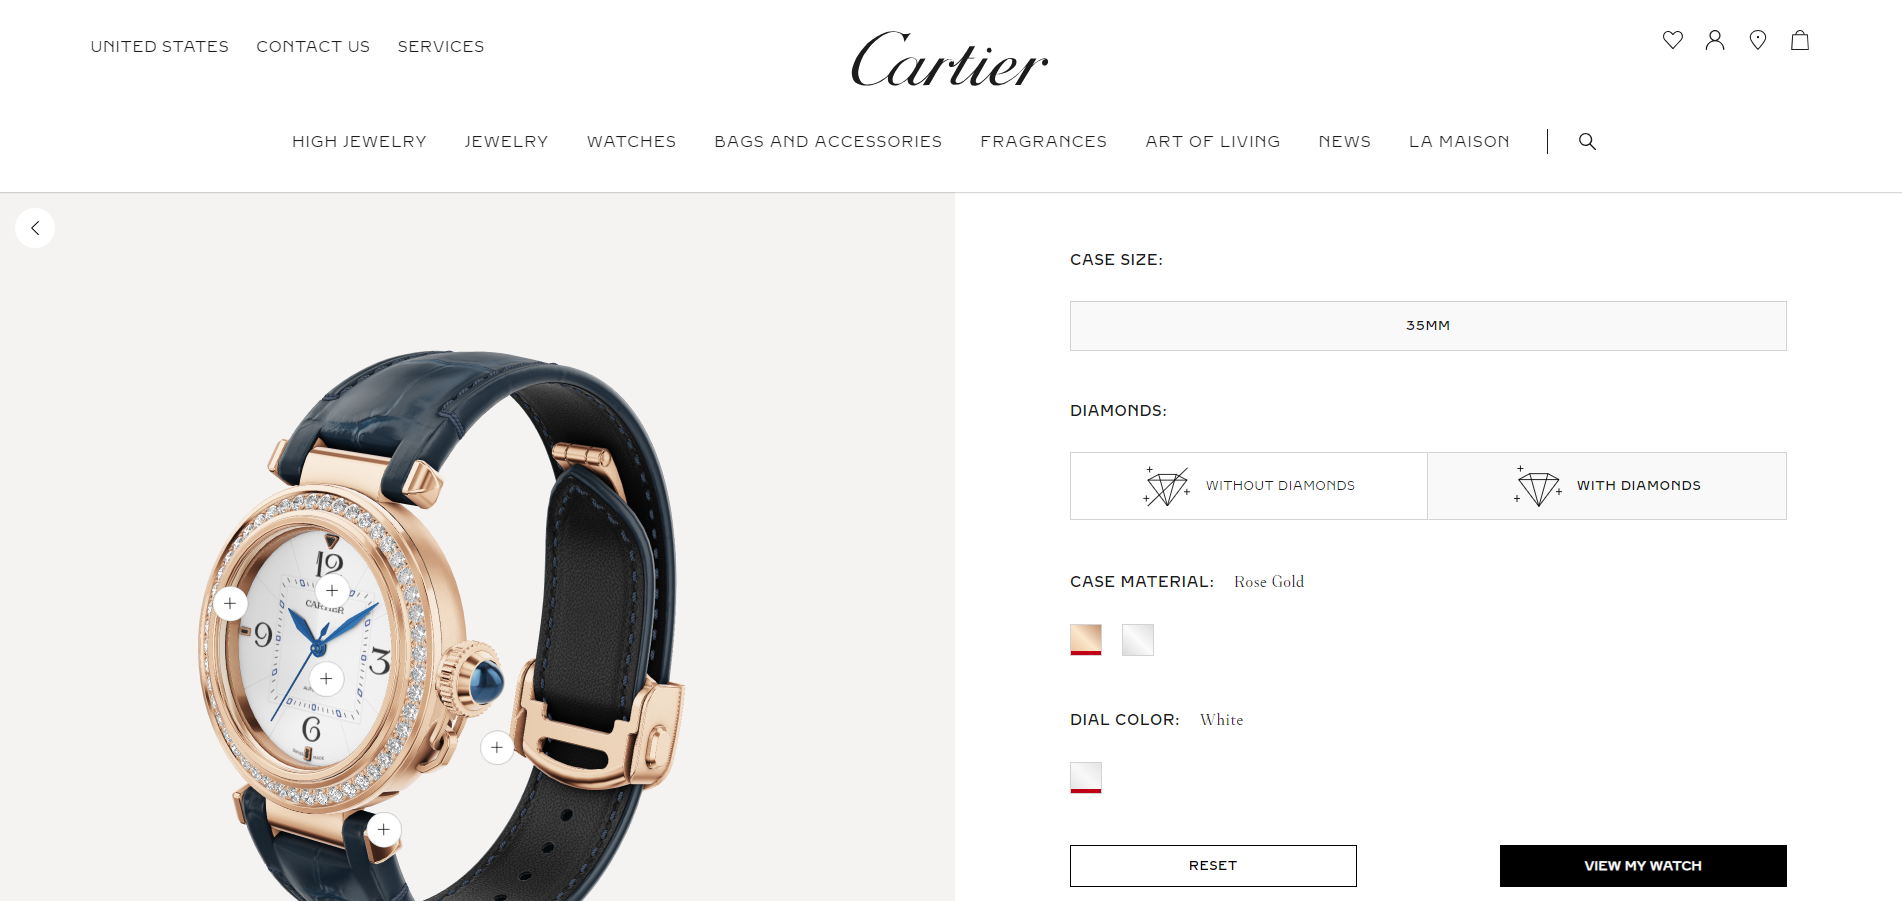 UNITED STATES CONTACT US SERVICES
Cartier
HIGH JEWELRY JEWELRY WATCHES BAGS AND ACCESSORIES FRAGRANCES ART OF LIVING NEWS LA MAISON
CASE SIZE:
35MM
DIAMONDS:
WITHOUT DIAMONDS WITH DIAMONDS
CASE MATERIAL: Rose Gold
DIAL COLOR: White
RESET VIEW MY WATCH
12
CARTIER
9 3
6